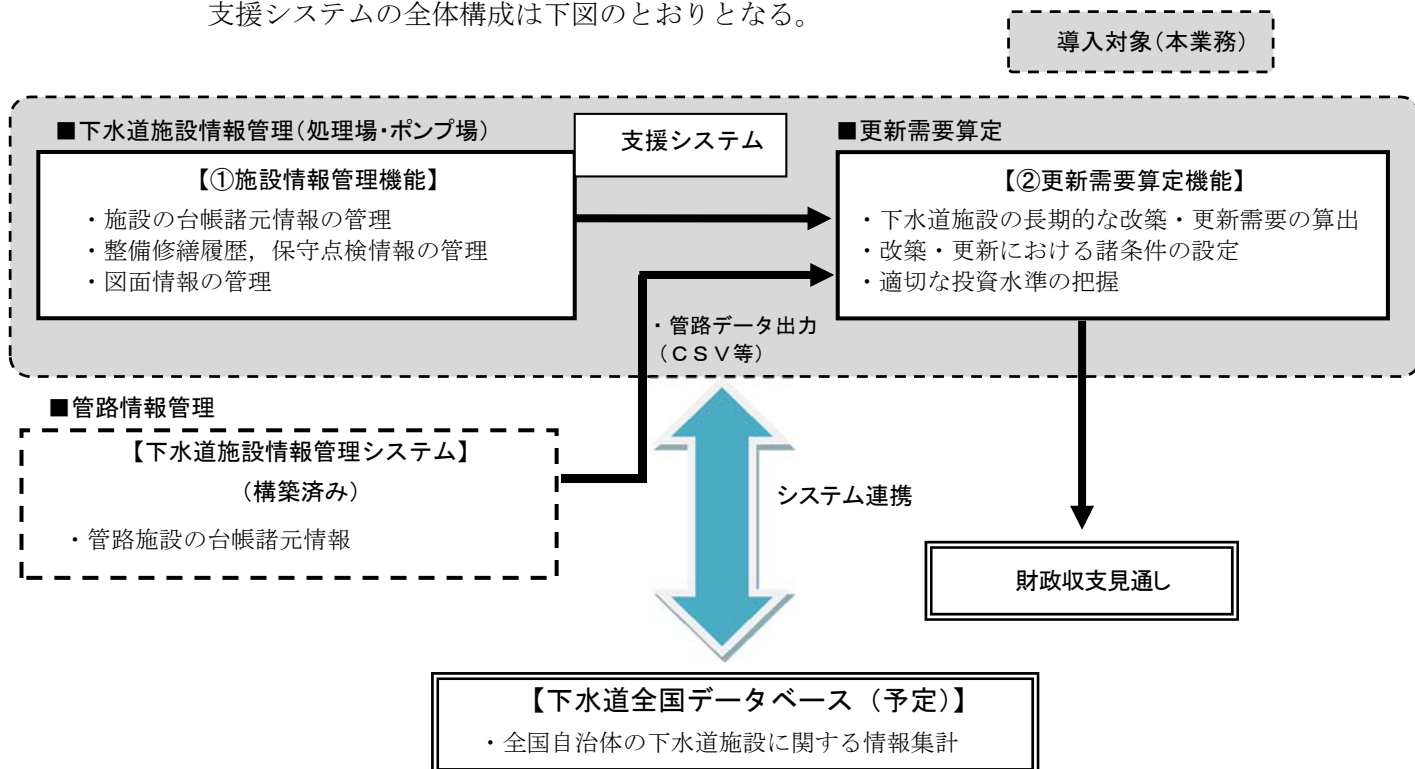 支援システムの全体構成は下図のとおりとなる。
導入対象(本業務)
■下水道施設情報管理(処理場・ポンプ場)
支援システム
■更新需要算定
【①施設情報管理機能】
・施設の台帳諸元情報の管理
・整備修繕履歴，保守点検情報の管理
・図面情報の管理
【②更新需要算定機能】
・下水道施設の長期的な改築・更新需要の算出
・改築・更新における諸条件の設定
・適切な投資水準の把握
・管路データ出力
(ＣＳＶ等)
■管路情報管理
【下水道施設情報管理システム】
(構築済み)
・管路施設の台帳諸元情報
システム連携
財政収支見通し
【下水道全国データベース（予定)】
・全国自治体の下水道施設に関する情報集計